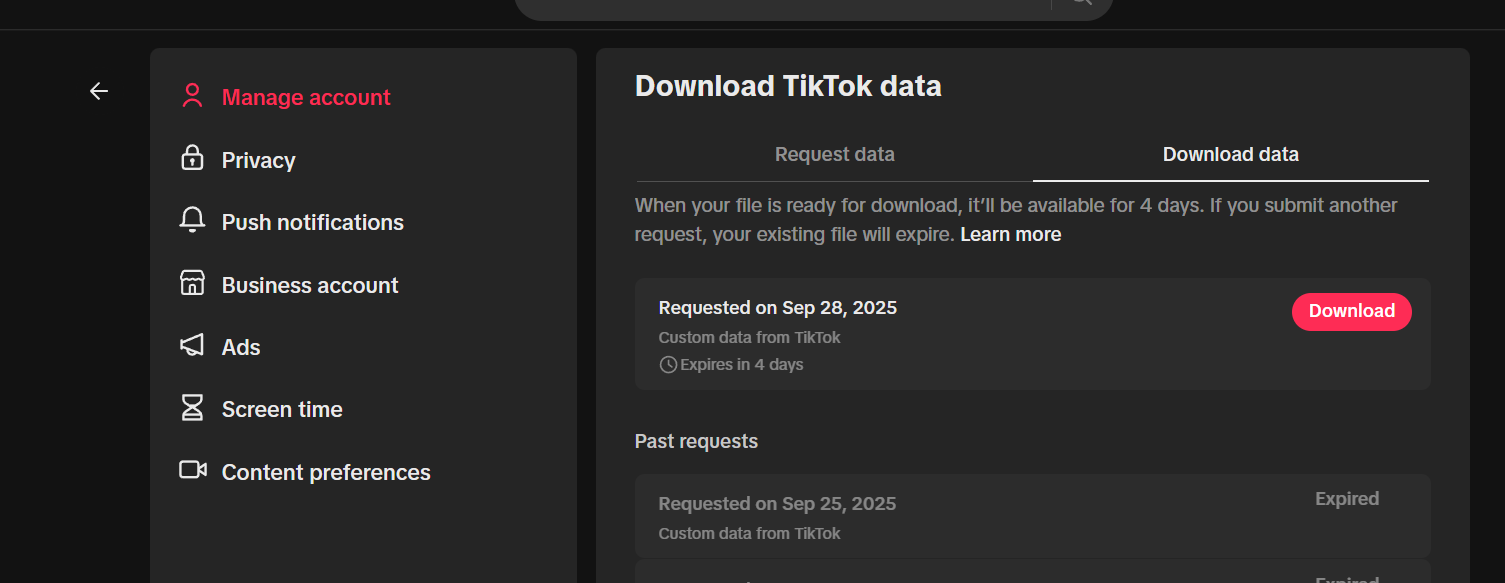 Manage account
Privacy
Push notifications
Business account
Ads
Screen time
Content preferences
Download TikTok data
Request data
Download data
When your file is ready for download, it’ll be available for 4 days. If you submit another
request, your existing file will expire. Learn more
Requested on Sep 28, 2025
Download
Custom data from TikTok
Expires in 4 days
Past requests
Requested on Sep 25, 2025
Expired
Custom data from TikTok
Expired